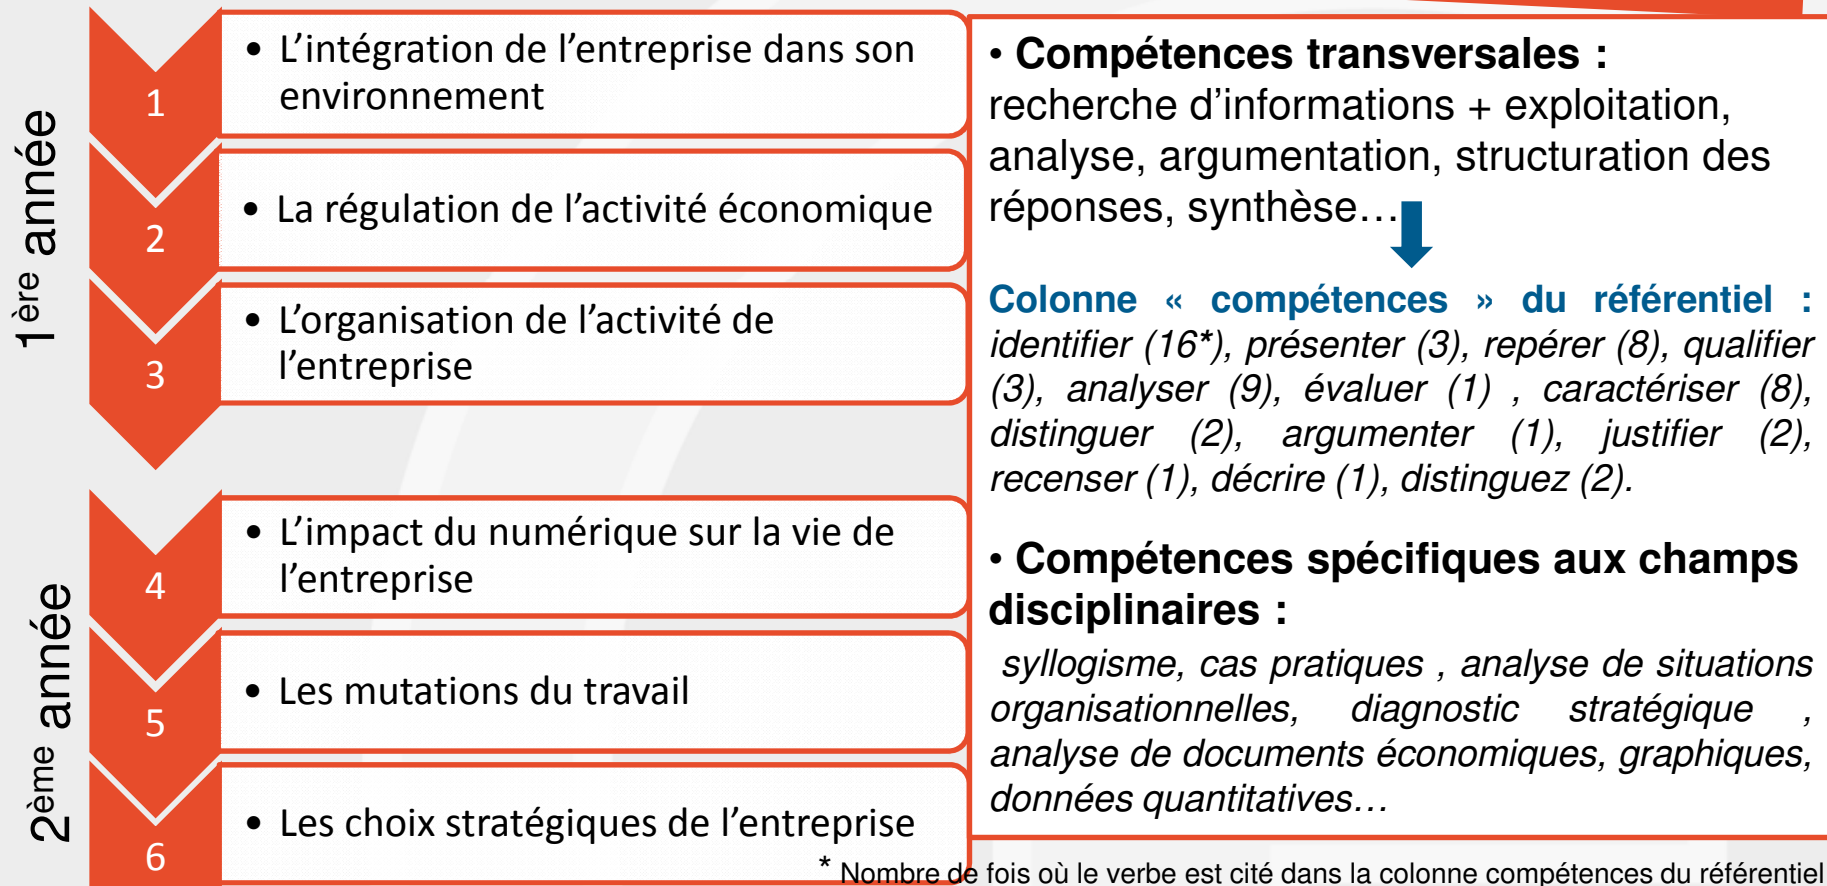 1ère année
1
• L’intégration de l’entreprise dans son
environnement
2
• La régulation de l’activité économique
3
• L’organisation de l’activité de
l’entreprise
2ème année
4
• L’impact du numérique sur la vie de
l’entreprise
5
• Les mutations du travail
6
• Les choix stratégiques de l’entreprise
• Compétences transversales :
recherche d’informations + exploitation,
analyse, argumentation, structuration des
réponses, synthèse…
Colonne « compétences » du référentiel :
identifier (16*), présenter (3), repérer (8), qualifier
(3), analyser (9), évaluer (1) , caractériser (8),
distinguer (2), argumenter (1), justifier (2),
recenser (1), décrire (1), distinguez (2).
• Compétences spécifiques aux champs
disciplinaires :
syllogisme, cas pratiques , analyse de situations
organisationnelles, diagnostic stratégique ,
analyse de documents économiques, graphiques,
données quantitatives…
* Nombre de fois où le verbe est cité dans la colonne compétences du référentiel